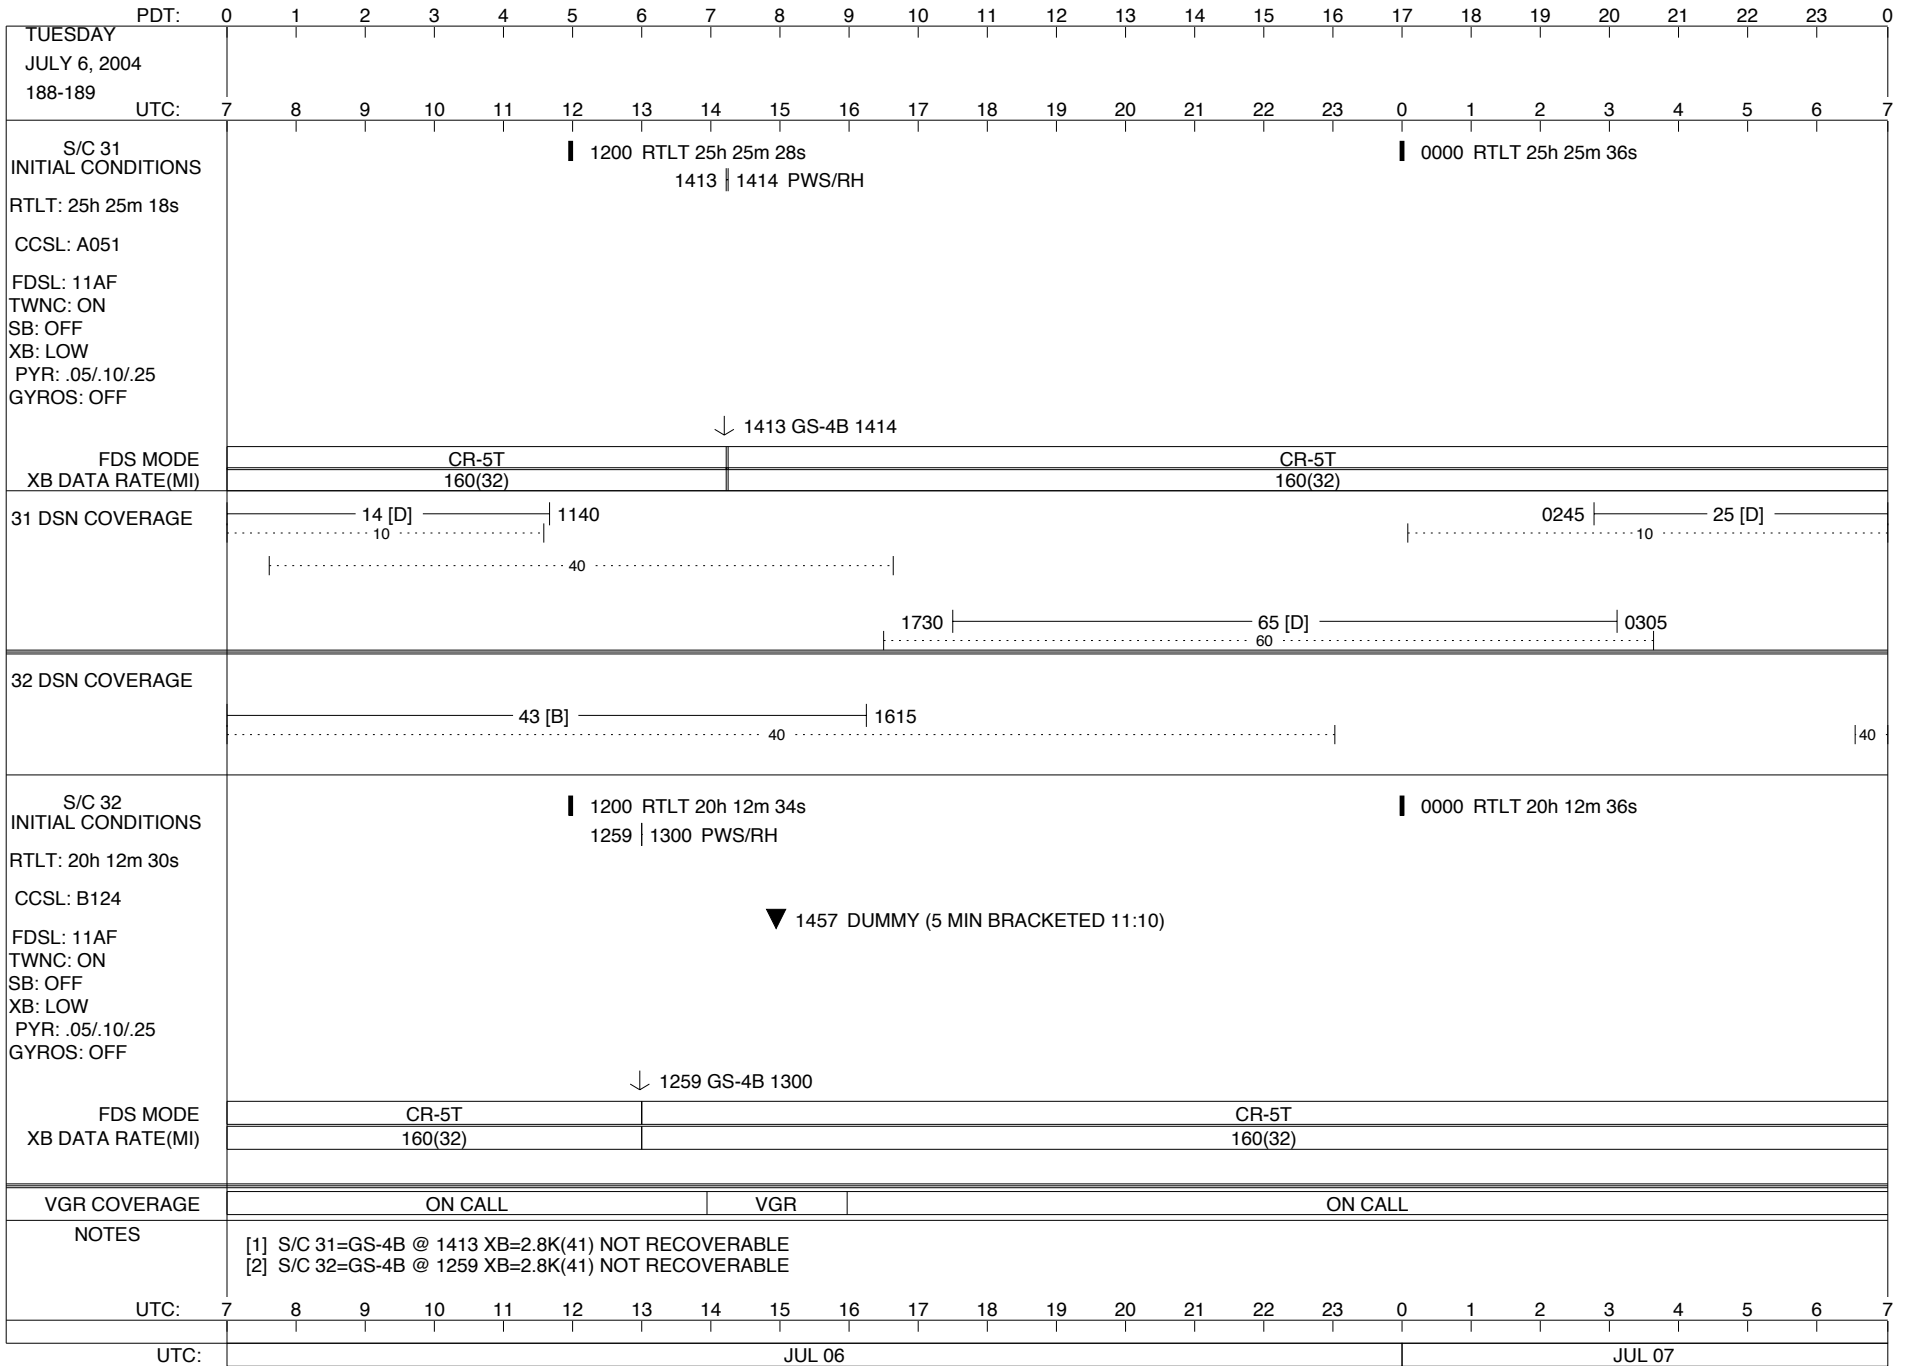 PDT: 0 1 2 3 4 5 6 7 8 9 10 11 12 13 14 15 16 17 18 19 20 21 22 23 0
TUESDAY
JULY 6, 2004
188-189
UTC: 7 8 9 10 11 12 13 14 15 16 17 18 19 20 21 22 23 0 1 2 3 4 5 6 7
S/C 31
INITIAL CONDITIONS
1200 RTLT 25h 25m 28s
0000 RTLT 25h 25m 36s
1413 1414 PWS/RH
RTLT: 25h 25m 18s
CCSL: A051
FDSL: 11AF
TWNC: ON
SB: OFF
XB: LOW
PYR: .05/.10/.25
GYROS: OFF
1413 GS-4B 1414
FDS MODE CR-5T CR-5T
XB DATA RATE(MI) 160(32) 160(32)
31 DSN COVERAGE
14 [D] 1140 0245 25 [D]
10 10
40
1730 65 [D] 0305
60
32 DSN COVERAGE
43 [B] 1615
40 40
S/C 32
INITIAL CONDITIONS
1200 RTLT 20h 12m 34s
0000 RTLT 20h 12m 36s
1259 1300 PWS/RH
RTLT: 20h 12m 30s
CCSL: B124
1457 DUMMY (5 MIN BRACKETED 11:10)
FDSL: 11AF
TWNC: ON
SB: OFF
XB: LOW
PYR: .05/.10/.25
GYROS: OFF
1259 GS-4B 1300
FDS MODE CR-5T CR-5T
XB DATA RATE(MI) 160(32) 160(32)
VGR COVERAGE ON CALL VGR ON CALL
NOTES
[1] S/C 31=GS-4B @ 1413 XB=2.8K(41) NOT RECOVERABLE
[2] S/C 32=GS-4B @ 1259 XB=2.8K(41) NOT RECOVERABLE
UTC: 7 8 9 10 11 12 13 14 15 16 17 18 19 20 21 22 23 0 1 2 3 4 5 6 7
UTC: JUL 06 JUL 07